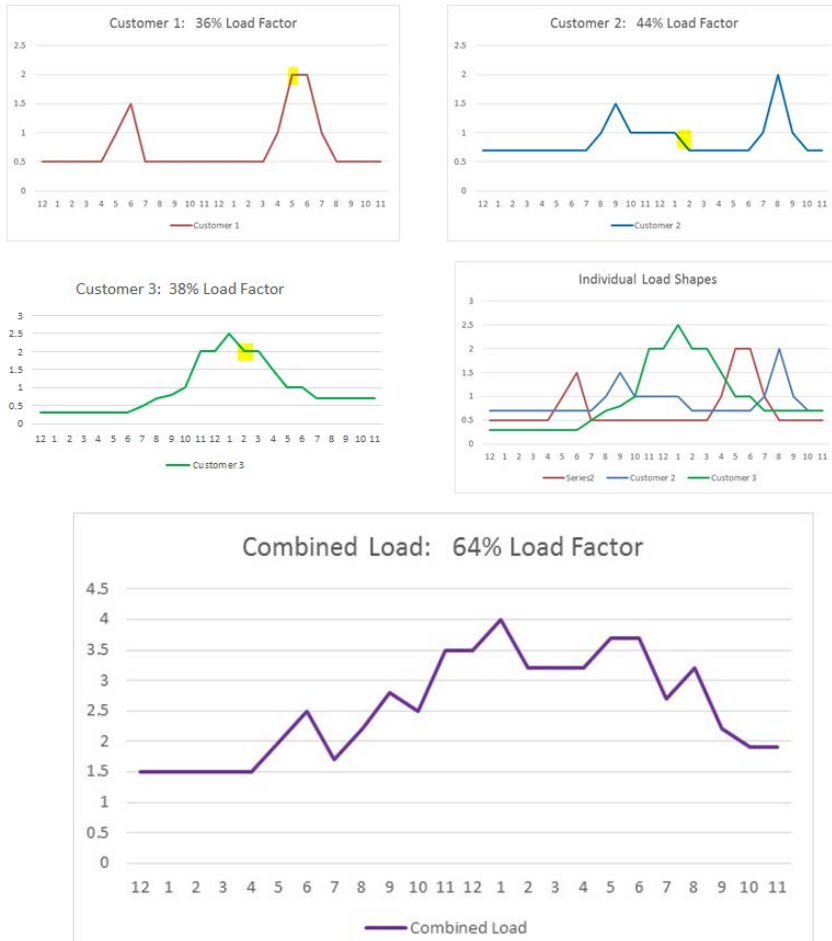 Customer 1: 36% Load Factor
2.5
2
1.5
1
0.5
0
12 1 2 3 4 5 6 7 8 9 10 11 12 1 2 3 4 5 6 7 8 9 10 11
Customer 1
Customer 2: 44% Load Factor
2.5
2
1.5
1
0.5
0
12 1 2 3 4 5 6 7 8 9 10 11 12 1 2 3 4 5 6 7 8 9 10 11
Customer 2
Customer 3: 38% Load Factor
3
2.5
2
1.5
1
0.5
0
12 1 2 3 4 5 6 7 8 9 10 11 12 1 2 3 4 5 6 7 8 9 10 11
Customer 3
Individual Load Shapes
3
2.5
2
1.5
1
0.5
0
12 1 2 3 4 5 6 7 8 9 10 11 12 1 2 3 4 5 6 7 8 9 10 11
Series2 Customer 2 Customer 3
Combined Load: 64% Load Factor
4.5
4
3.5
3
2.5
2
1.5
1
0.5
0
12 1 2 3 4 5 6 7 8 9 10 11 12 1 2 3 4 5 6 7 8 9 10 11
Combined Load